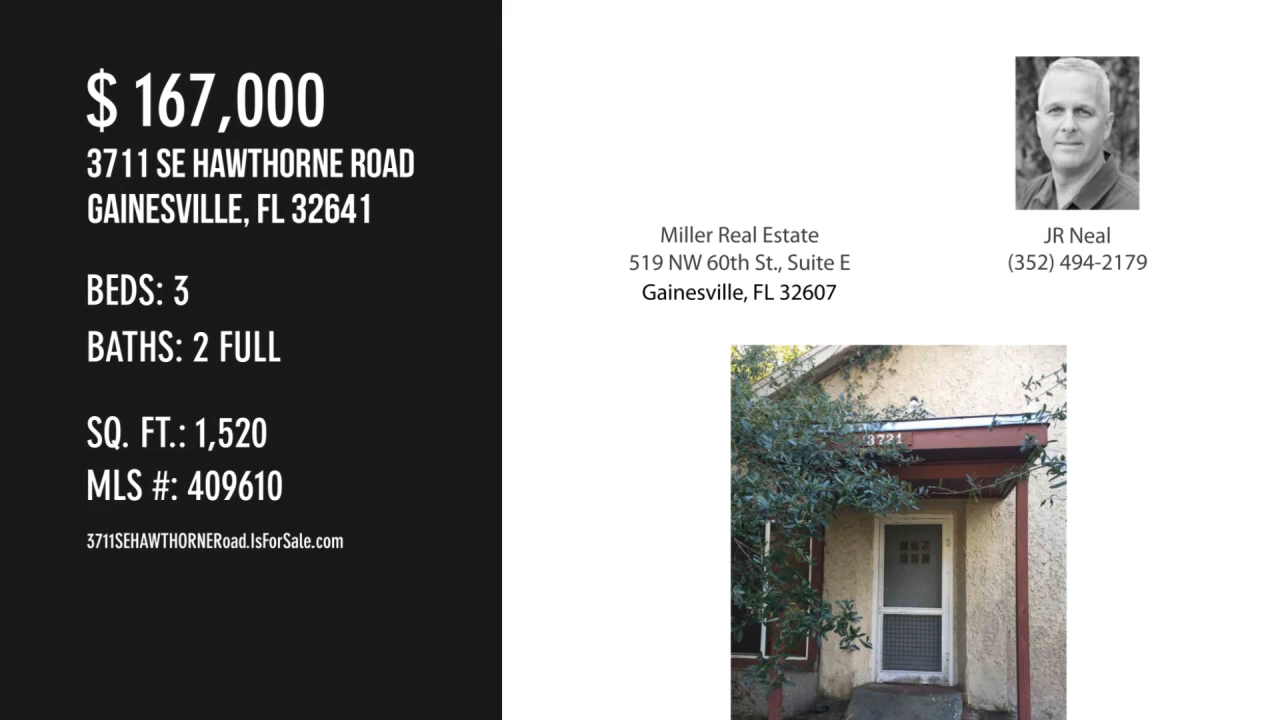 $ 167,000
3711 SE HAWTHORNE ROAD
GAINESVILLE, FL 32641
BEDS: 3
BATHS: 2 FULL
SQ. FT.: 1,520
MLS #: 409610
3711SEHAWTHORNERoad.IsForSale.com
Miller Real Estate
519 NW 60th St., Suite E
Gainesville, FL 32607
JR Neal
(352) 494-2179
3721